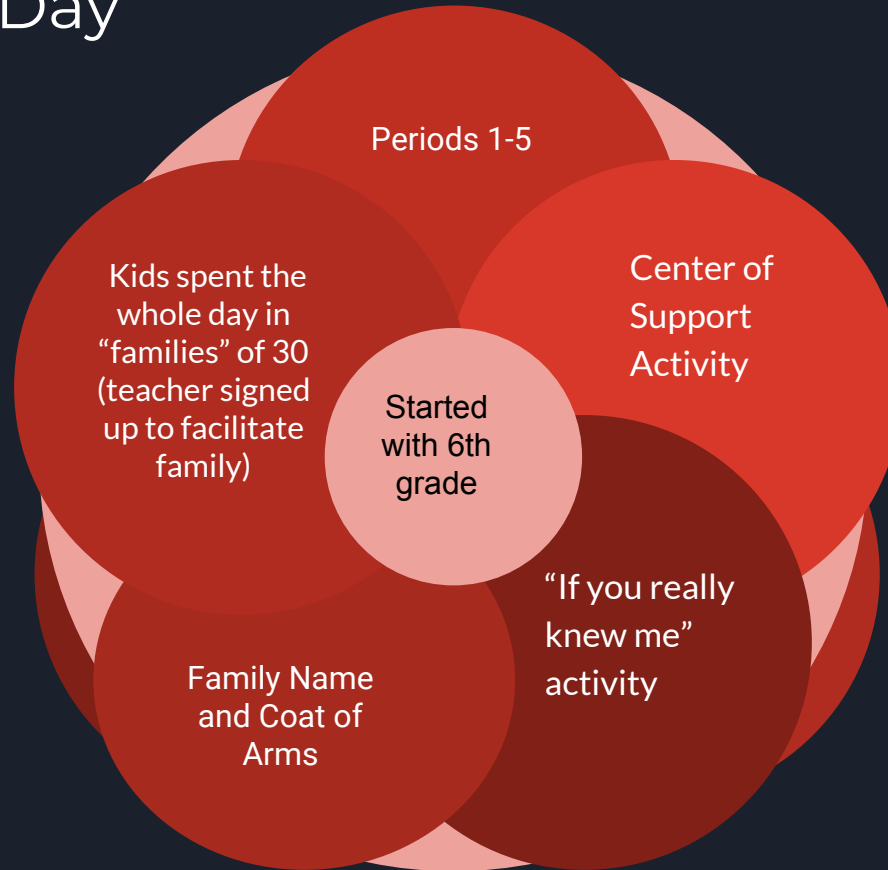 Day
Periods 1-5
Kids spent the
whole day in
“families” of 30
(teacher signed
up to facilitate
family)
Center of
Support
Activity
Started
with 6th
grade
“If you really
knew me”
activity
Family Name
and Coat of
Arms